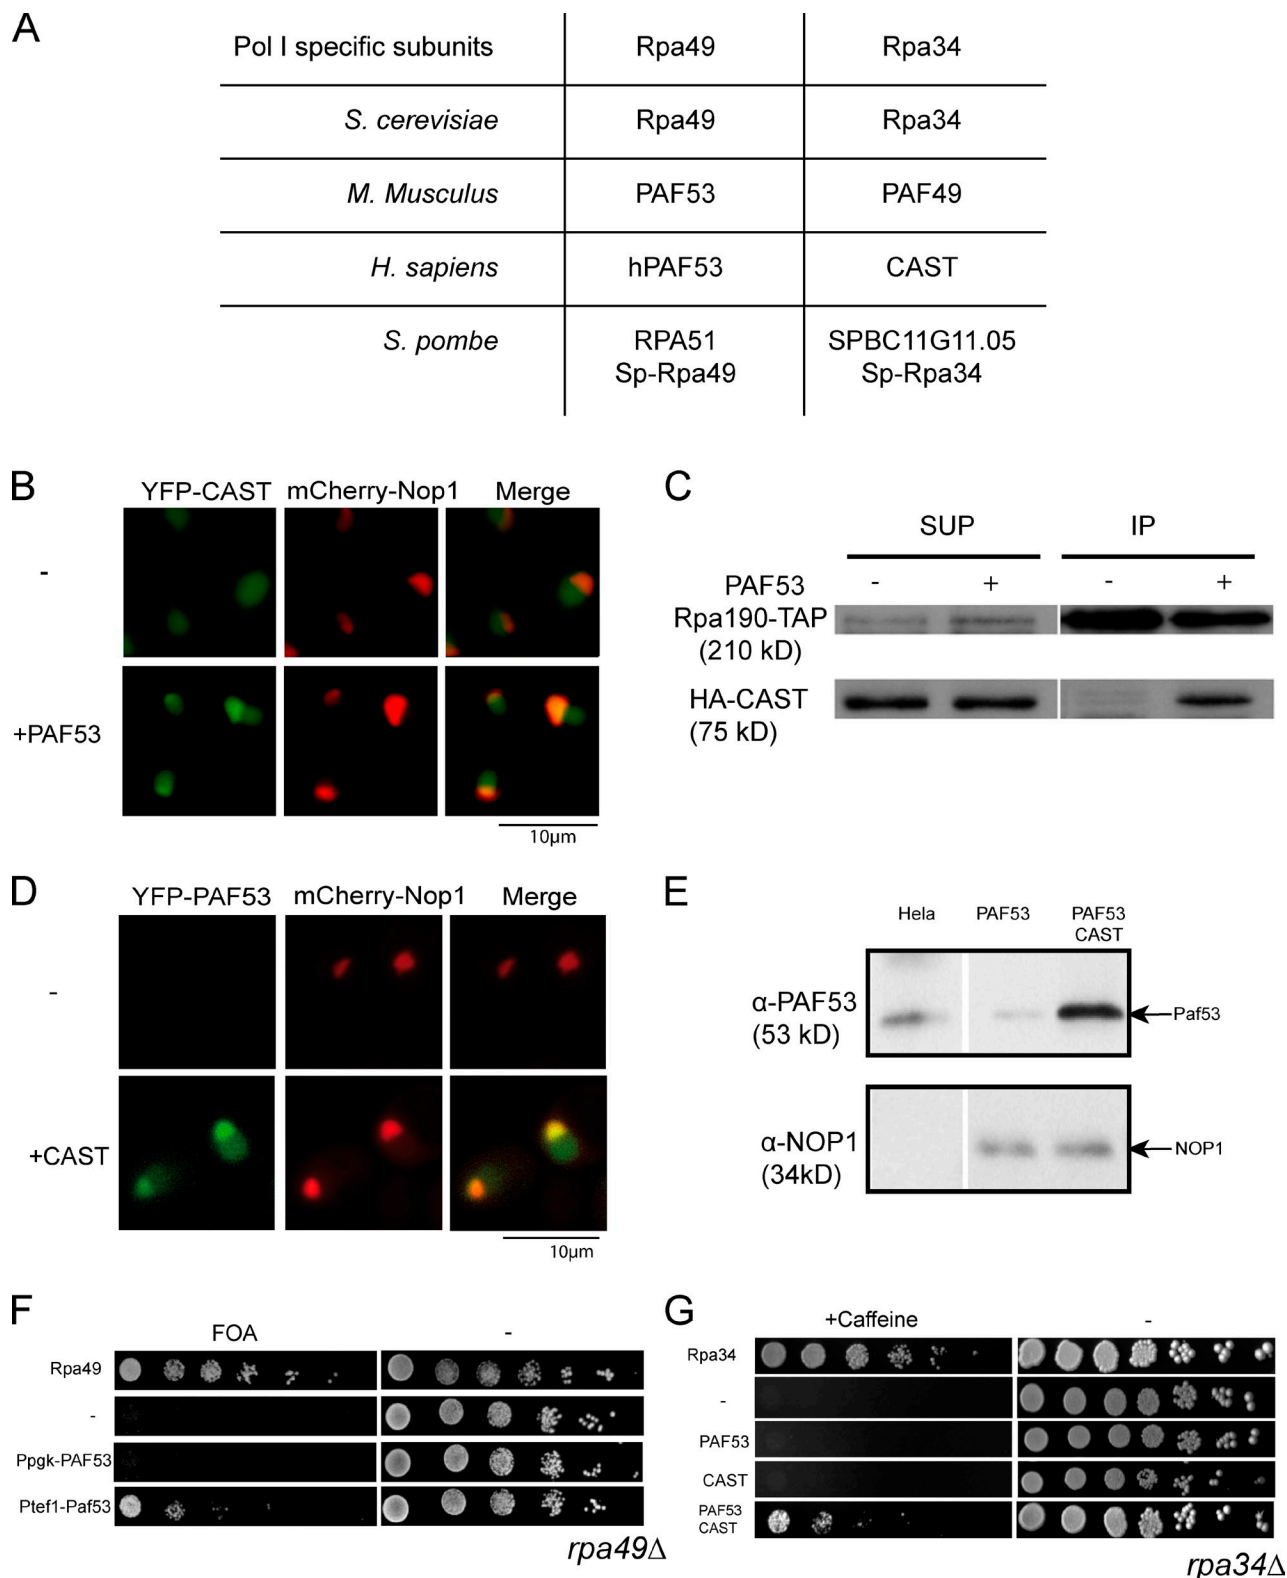 A
Pol I specific subunits Rpa49 Rpa34
S. cerevisiae Rpa49 Rpa34
M. Musculus PAF53 PAF49
H. sapiens hPAF53 CAST
S. pombe RPA51 SPBC11G11.05
Sp-Rpa49 Sp-Rpa34
B
YFP-CAST mCherry-Nop1 Merge
-
+PAF53
10µm
C
SUP IP
PAF53 - + - +
Rpa190-TAP
(210 kD)
HA-CAST
(75 kD)
D
YFP-PAF53 mCherry-Nop1 Merge
-
+CAST
10µm
E
Hela PAF53 PAF53
CAST
α-PAF53
(53 kD)
Paf53
α-NOP1
(34kD)
NOP1
F
FOA -
Rpa49
-
Ppgk-PAF53
Ptef1-Paf53
rpa49Δ
G
+Caffeine -
Rpa34
-
PAF53
CAST
PAF53
CAST
rpa34Δ